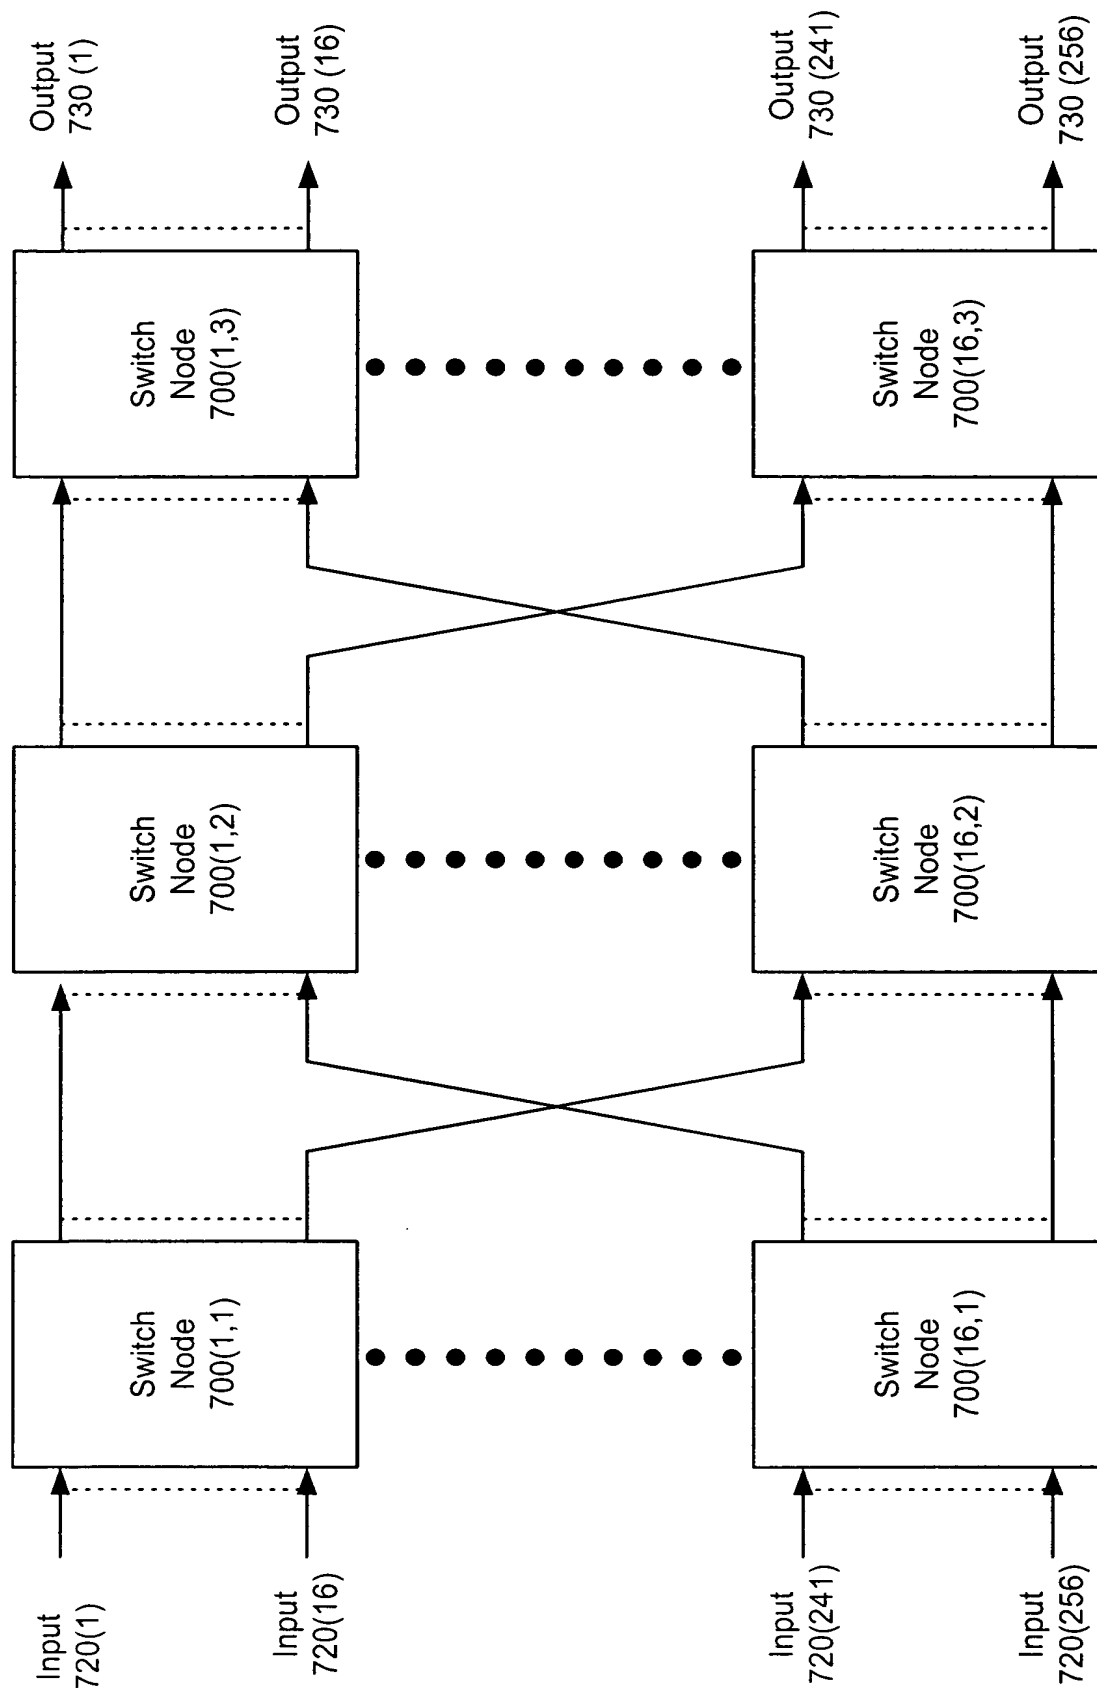 Input
720(1)
Input
720(16)
Input
720(241)
Input
720(256)
Switch
Node
700(1,1)
Switch
Node
700(16,1)
Switch
Node
700(1,2)
Switch
Node
700(16,2)
Switch
Node
700(1,3)
Switch
Node
700(16,3)
Output
730 (1)
Output
730 (16)
Output
730 (241)
Output
730 (256)